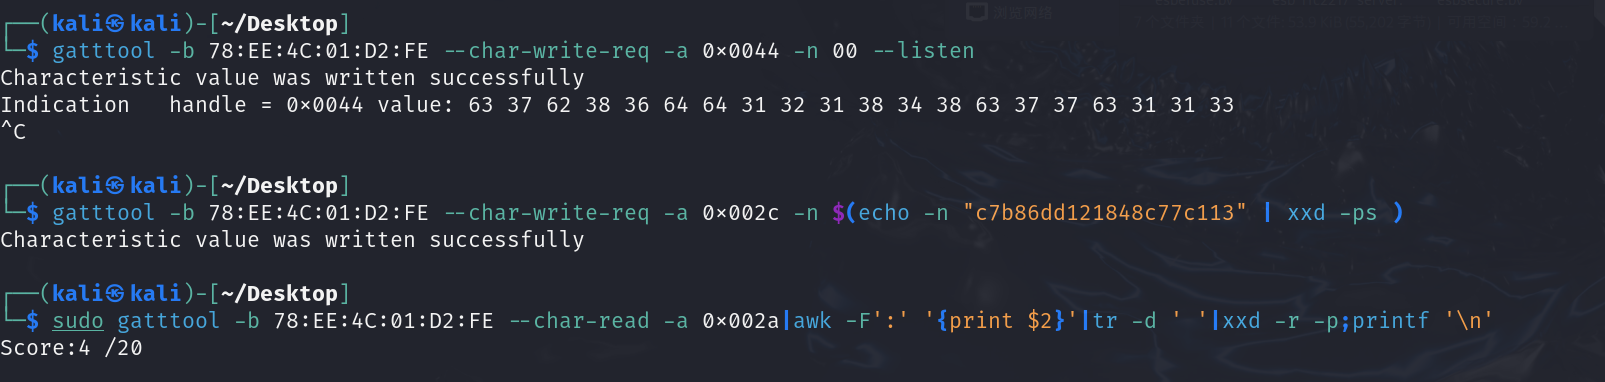 ┌──(kali㉿kali)-[~/Desktop]
└─$ gatttool -b 78:EE:4C:01:D2:FE --char-write-req -a 0x0044 -n 00 --listen
Characteristic value was written successfully
Indication   handle = 0x0044 value: 63 37 62 38 36 64 64 31 32 31 38 34 38 63 37 37 63 31 31 33
^C
┌──(kali㉿kali)-[~/Desktop]
└─$ gatttool -b 78:EE:4C:01:D2:FE --char-write-req -a 0x002c -n $(echo -n "c7b86dd121848c77c113" | xxd -ps )
Characteristic value was written successfully
┌──(kali㉿kali)-[~/Desktop]
└─$ sudo gatttool -b 78:EE:4C:01:D2:FE --char-read -a 0x002a|awk -F':' '{print $2}'|tr -d ' '|xxd -r -p;printf '\n'
Score:4 /20